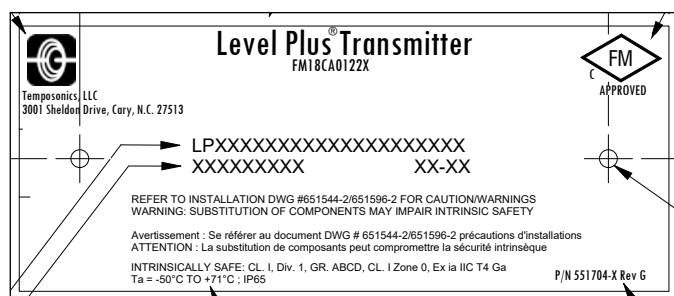 Level Plus® Transmitter
FM18CA0122X
Temposonics, LLC
3001 Sheldon Drive, Cary, N.C. 27513
FM
C
APPROVED
LPXXXXXXXXXXXXXXXXXXXX
XXXXXXXXX XX-XX
REFER TO INSTALLATION DWG #651544-2/651596-2 FOR CAUTION/WARNINGS
WARNING: SUBSTITUTION OF COMPONENTS MAY IMPAIR INTRINSIC SAFETY
Avertissement : Se référer au document DWG # 651544-2/651596-2 précautions d'installations
ATTENTION : La substitution de composants peut compromettre la sécurité intrinsèque
INTRINSICALLY SAFE: CL. I, Div. 1, GR. ABCD, CL. I Zone 0, Ex ia IIC T4 Ga
Ta = -50°C TO +71°C ; IP65
P/N 551704-X Rev G